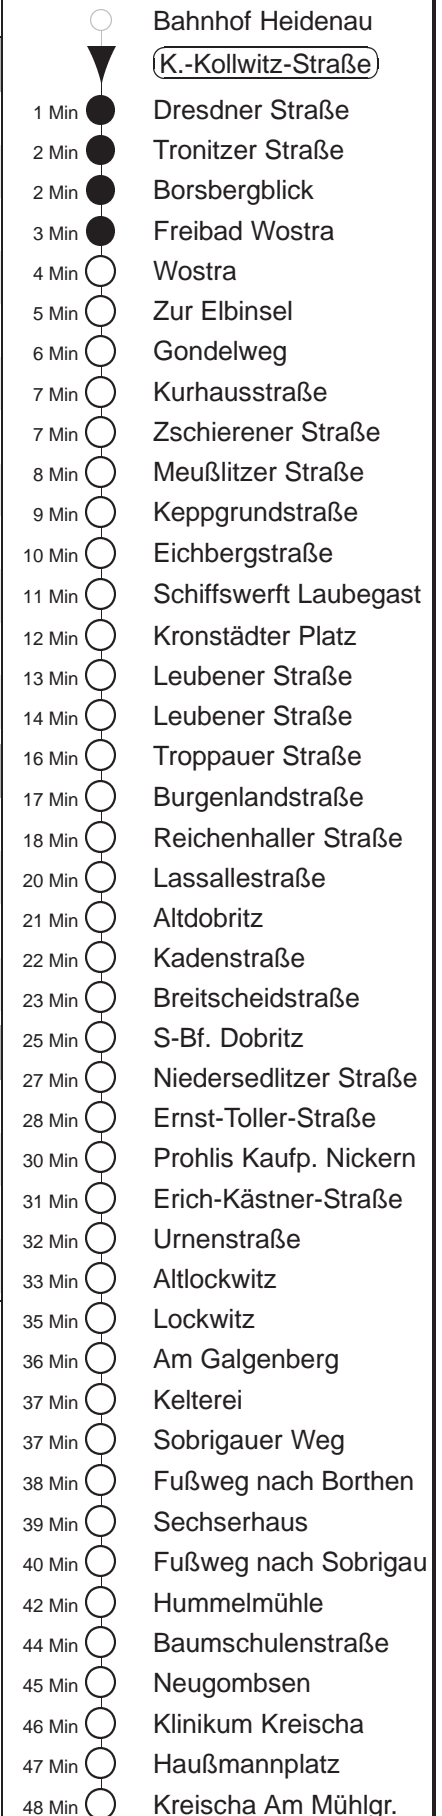 Bahnhof Heidenau
K.-Kollwitz-Straße
1 Min Dresdner Straße
2 Min Tronitzer Straße
2 Min Borsbergblick
3 Min Freibad Wostra
4 Min Wostra
5 Min Zur Elbinsel
6 Min Gondelweg
7 Min Kurhausstraße
7 Min Zschierener Straße
8 Min Meußlitzer Straße
9 Min Keppgrundstraße
10 Min Eichbergstraße
11 Min Schiffswerft Laubegast
12 Min Kronstädter Platz
13 Min Leubener Straße
14 Min Leubener Straße
16 Min Troppauer Straße
17 Min Burgenlandstraße
18 Min Reichenhaller Straße
20 Min Lassallestraße
21 Min Altdobritz
22 Min Kadenstraße
23 Min Breitscheidstraße
25 Min S-Bf. Dobritz
27 Min Niedersedlitzer Straße
28 Min Ernst-Toller-Straße
30 Min Prohlis Kaufp. Nickern
31 Min Erich-Kästner-Straße
32 Min Urnenstraße
33 Min Altlockwitz
35 Min Lockwitz
36 Min Am Galgenberg
37 Min Kelterei
37 Min Sobrigauer Weg
38 Min Fußweg nach Borthen
39 Min Sechserhaus
40 Min Fußweg nach Sobrigau
42 Min Hummelmühle
44 Min Baumschulenstraße
45 Min Neugombsen
46 Min Klinikum Kreischa
47 Min Haußmannplatz
48 Min Kreischa Am Mühlgr.